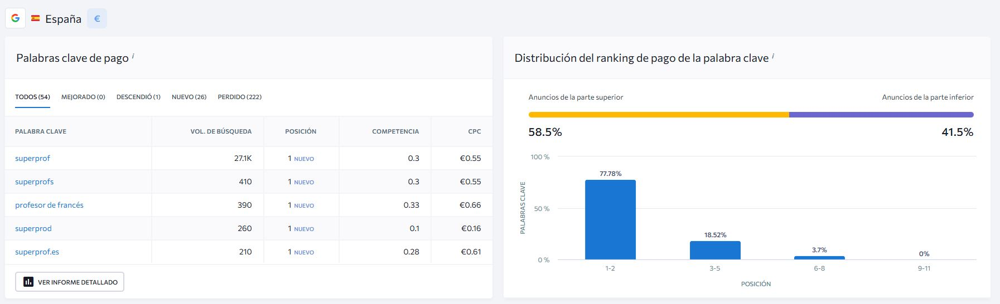 España €
Palabras clave de pago i
TODOS (54) MEJORADO (0) DESCENDIÓ (1) NUEVO (26) PERDIDO (222)
PALABRA CLAVE VOL. DE BÚSQUEDA POSICIÓN COMPETENCIA CPC
superprof 27.1K 1 NUEVO 0.3 €0.55
superprofs 410 1 NUEVO 0.3 €0.55
profesor de francés 390 1 NUEVO 0.33 €0.66
superprod 260 1 NUEVO 0.1 €0.16
superprof.es 210 1 NUEVO 0.28 €0.61
VER INFORME DETALLADO
Distribución del ranking de pago de la palabra clave i
Anuncios de la parte superior Anuncios de la parte inferior
58.5% 41.5%
PALABRAS CLAVE
100 %
50 %
0 %
77.78%
18.52%
3.7%
0%
1-2 3-5 6-8 9-11
POSICIÓN